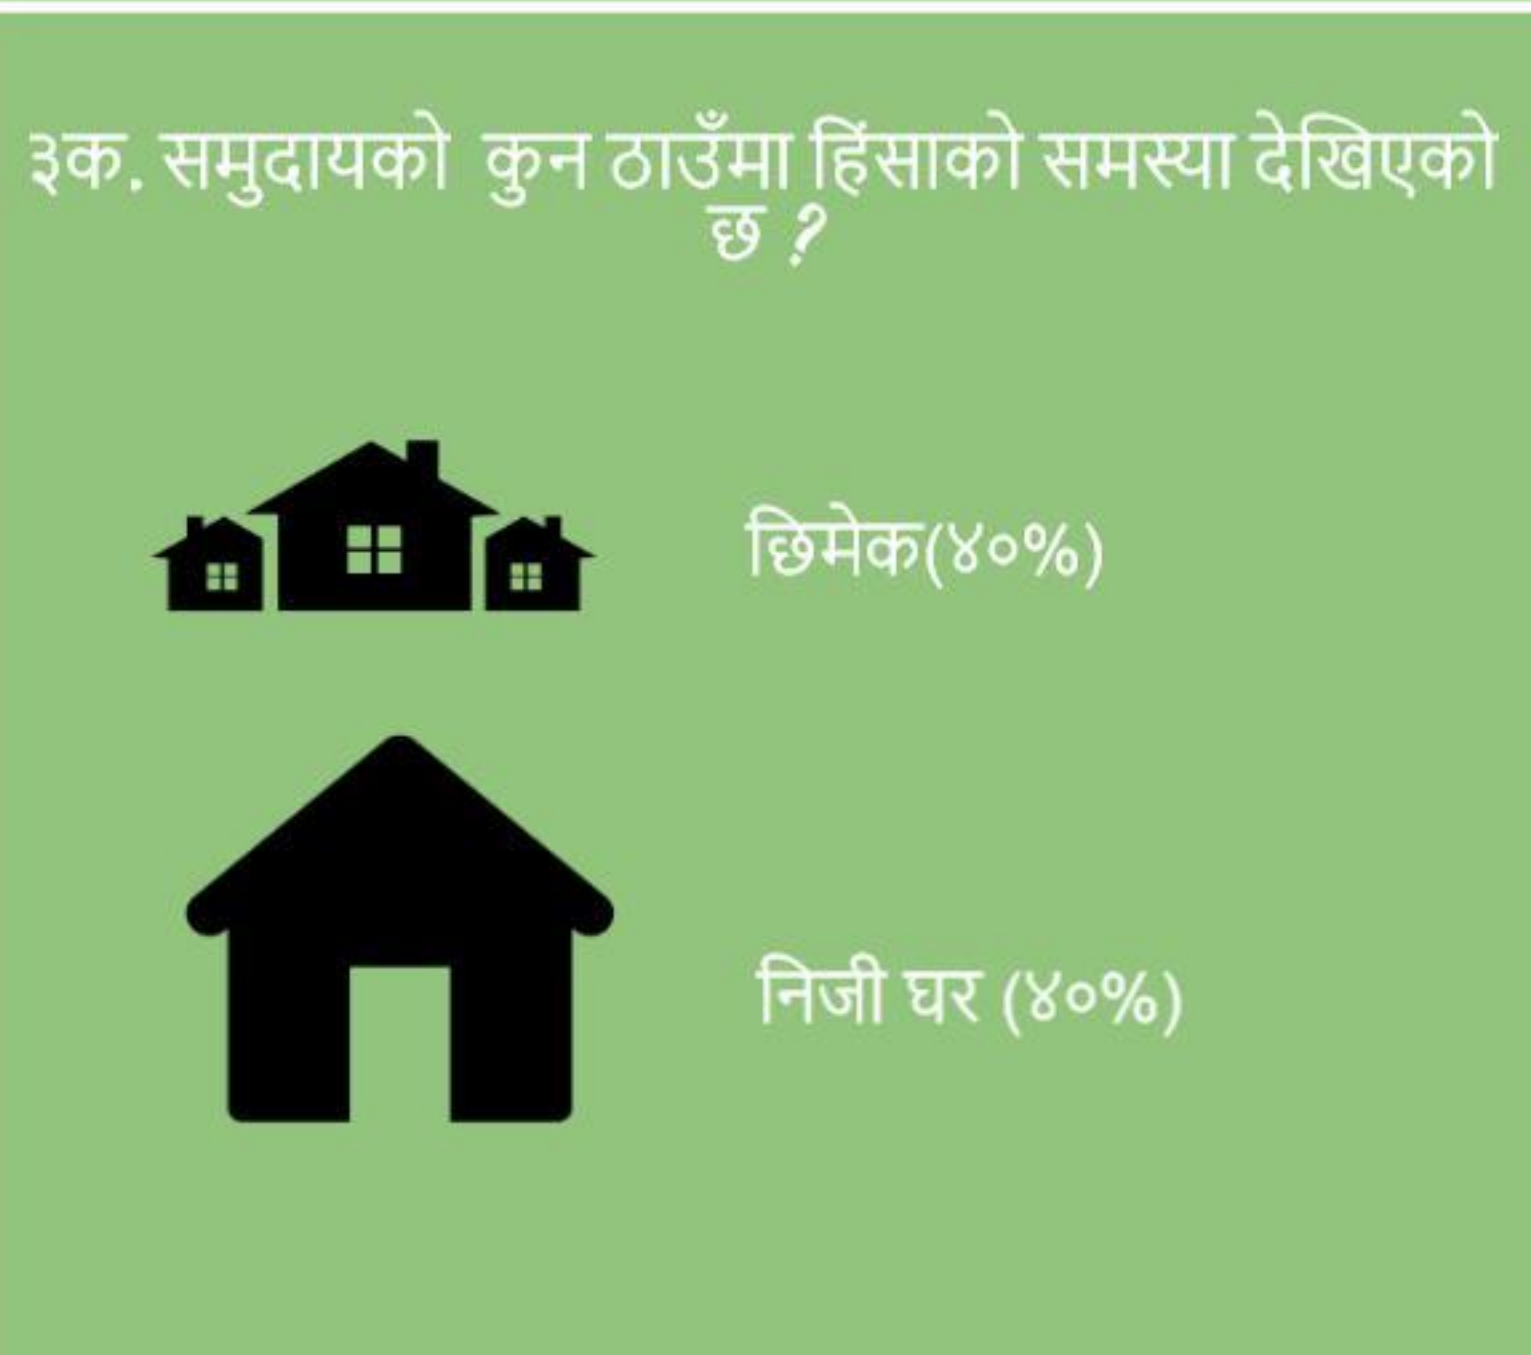 ३क. समुदायको कुन ठाउँमा हिंसाको समस्या देखिएको
छ ?
छिमेक(४०%)
निजी घर (४०%)